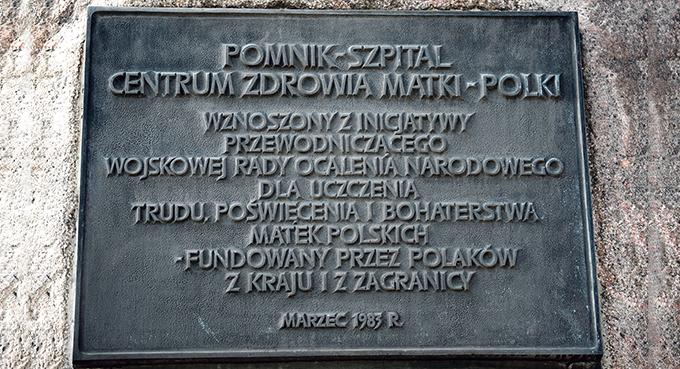 POMNIK-SZPITAL
CENTRUM ZDROWIA MATKI-POLKI
WZNOSZONY Z INICJATYWY
PRZEWODNICZĄCEGO
WOJSKOWEJ RADY OCALENIA NARODOWEGO
DLA UCZCZENIA
TRUDU, POŚWIĘCENIA I BOHATERSTWA
MATEK POLSKICH
-FUNDOWANY PRZEZ POLAKÓW
Z KRAJU I Z ZAGRANICY
MARZEC 1983 R.